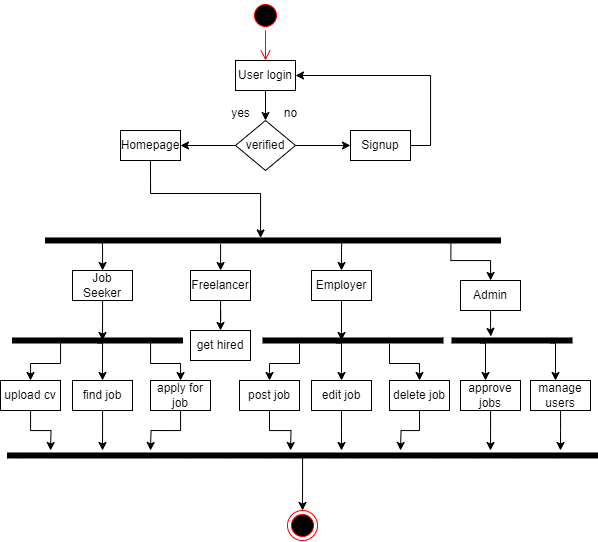 User login
yes
no
Homepage
verified
Signup
Job
Seeker
Freelancer
Employer
Admin
get hired
upload cv
find job
apply for
job
post job
edit job
delete job
approve
jobs
manage
users